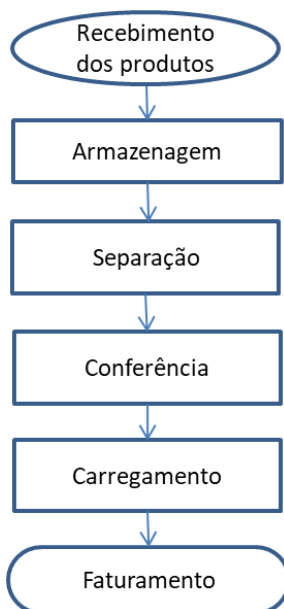 Recebimento
dos produtos
Armazenagem
Separação
Conferência
Carregamento
Faturamento